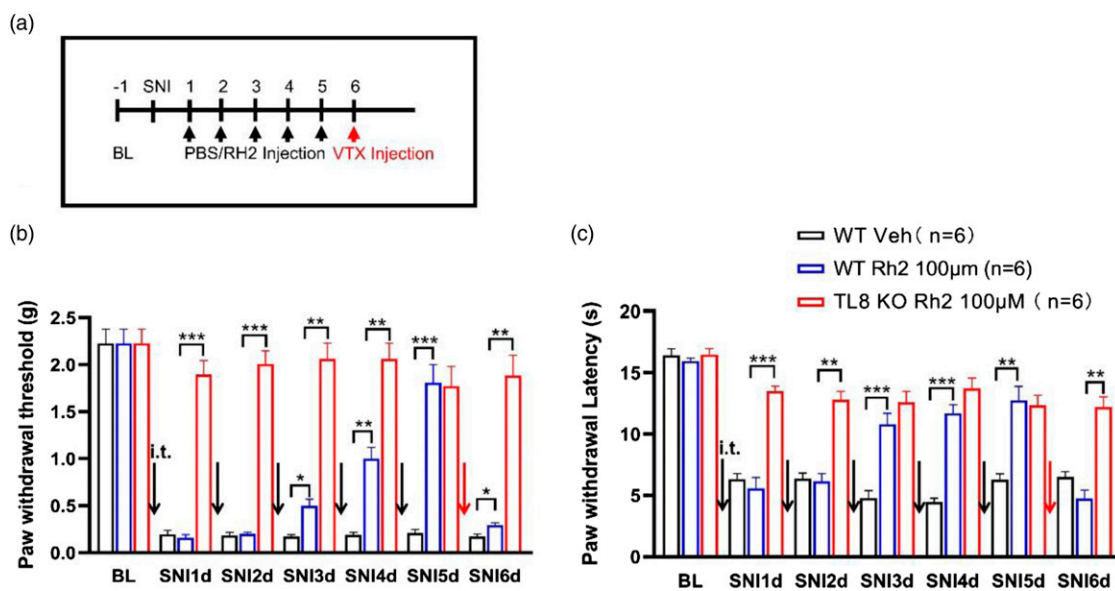 (a)
-1 SNI 1 2 3 4 5 6
BL PBS/RH2 Injection VTX Injection
(b)
Paw withdrawal threshold (g)
2.5
2.0
1.5
1.0
0.5
0.0
i.t.
*** *** ** ** *** **
* ** *
BL SNI1d SNI2d SNI3d SNI4d SNI5d SNI6d
(c)
WT Veh ( n=6)
WT Rh2 100μm (n=6)
TL8 KO Rh2 100μM ( n=6)
Paw withdrawal Latency (s)
20
15
10
5
0
i.t.
*** ** *** *** ** **
BL SNI1d SNI2d SNI3d SNI4d SNI5d SNI6d